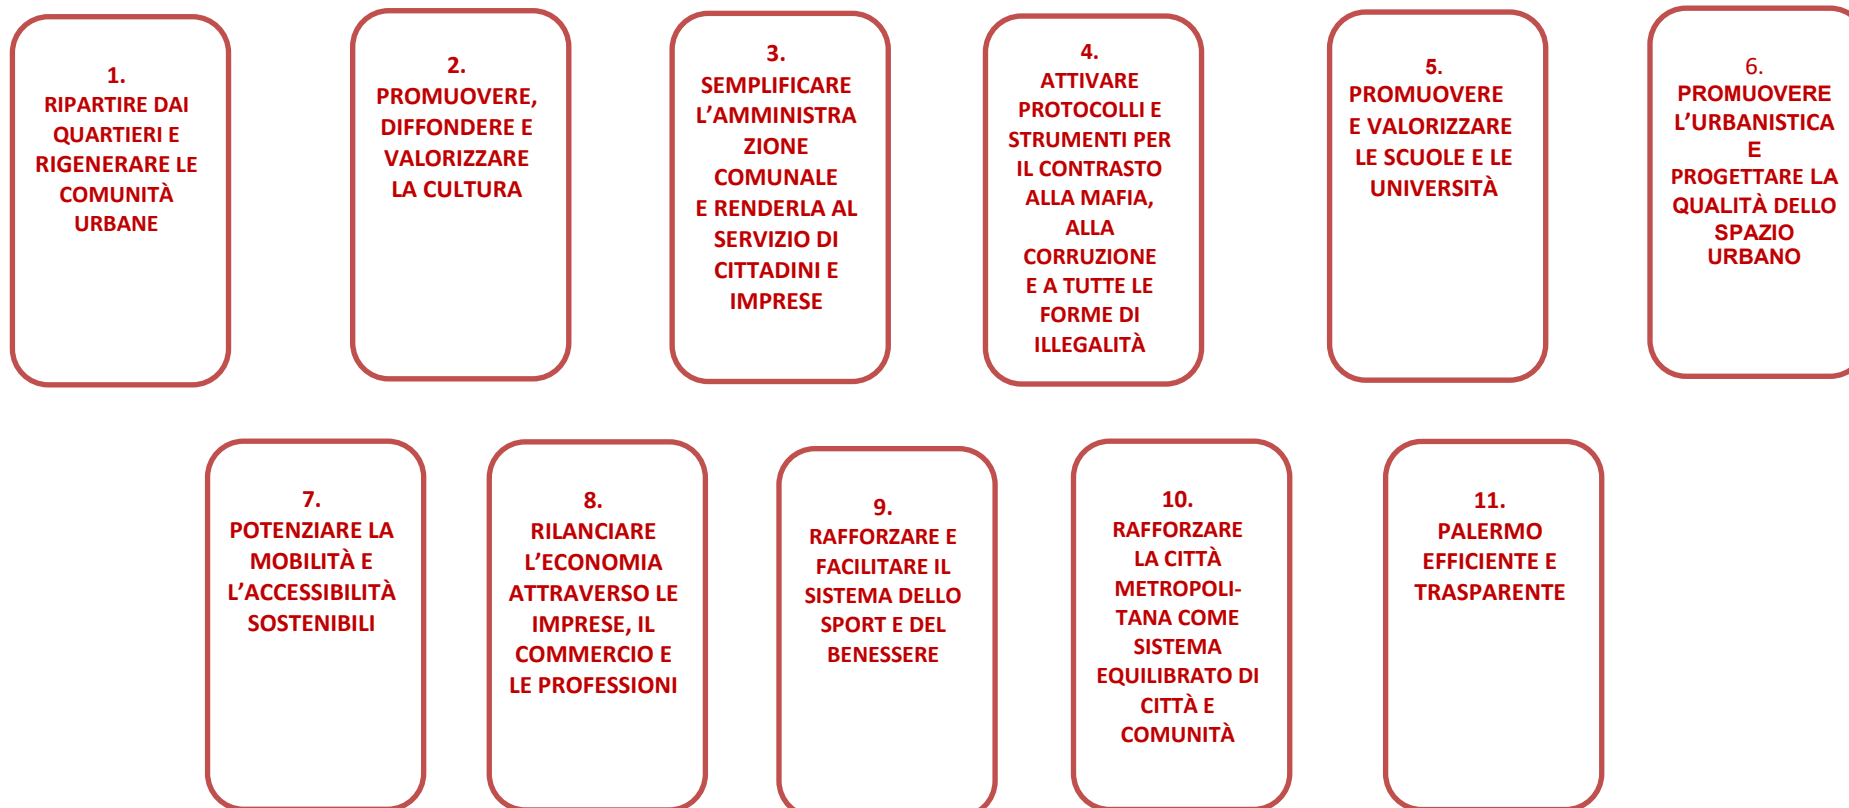 1.
RIPARTIRE DAI
QUARTIERI E
RIGENERARE LE
COMUNITÀ
URBANE
2.
PROMUOVERE,
DIFFONDERE E
VALORIZZARE
LA CULTURA
3.
SEMPLIFICARE
L’AMMINISTRA
ZIONE
COMUNALE
E RENDERLA AL
SERVIZIO DI
CITTADINI E
IMPRESE
4.
ATTIVARE
PROTOCOLLI E
STRUMENTI PER
IL CONTRASTO
ALLA MAFIA,
ALLA
CORRUZIONE
E A TUTTE LE
FORME DI
ILLEGALITÀ
5.
PROMUOVERE
E VALORIZZARE
LE SCUOLE E LE
UNIVERSITÀ
6.
PROMUOVERE
L’URBANISTICA
E
PROGETTARE LA
QUALITÀ DELLO
SPAZIO
URBANO
7.
POTENZIARE LA
MOBILITÀ E
L’ACCESSIBILITÀ
SOSTENIBILI
8.
RILANCIARE
L’ECONOMIA
ATTRAVERSO LE
IMPRESE, IL
COMMERCIO E
LE PROFESSIONI
9.
RAFFORZARE E
FACILITARE IL
SISTEMA DELLO
SPORT E DEL
BENESSERE
10.
RAFFORZARE
LA CITTÀ
METROPOLI-
TANA COME
SISTEMA
EQUILIBRATO DI
CITTÀ E
COMUNITÀ
11.
PALERMO
EFFICIENTE E
TRASPARENTE